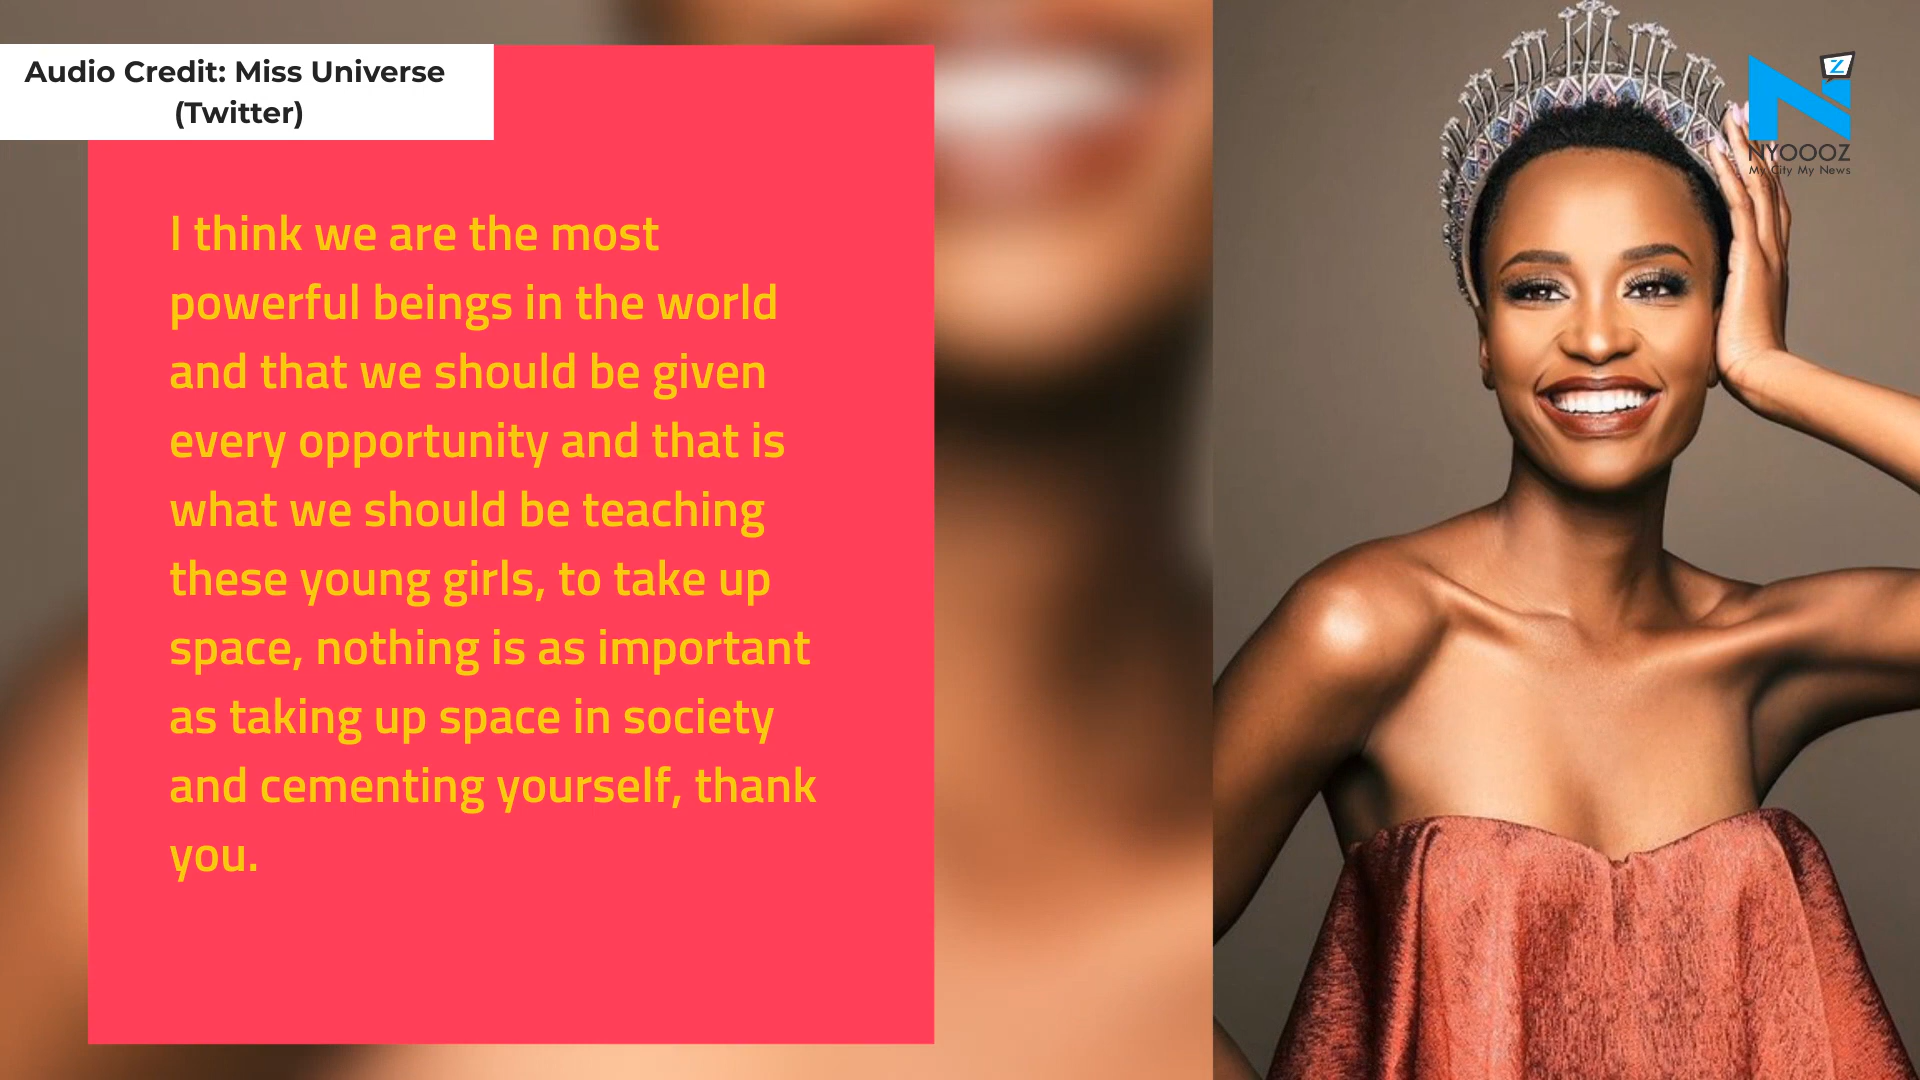 Audio Credit: Miss Universe
(Twitter)
I think we are the most
powerful beings in the world
and that we should be given
every opportunity and that is
what we should be teaching
these young girls, to take up
space, nothing is as important
as taking up space in society
and cementing yourself, thank
you.
Z
NYOOOZ
My City My News